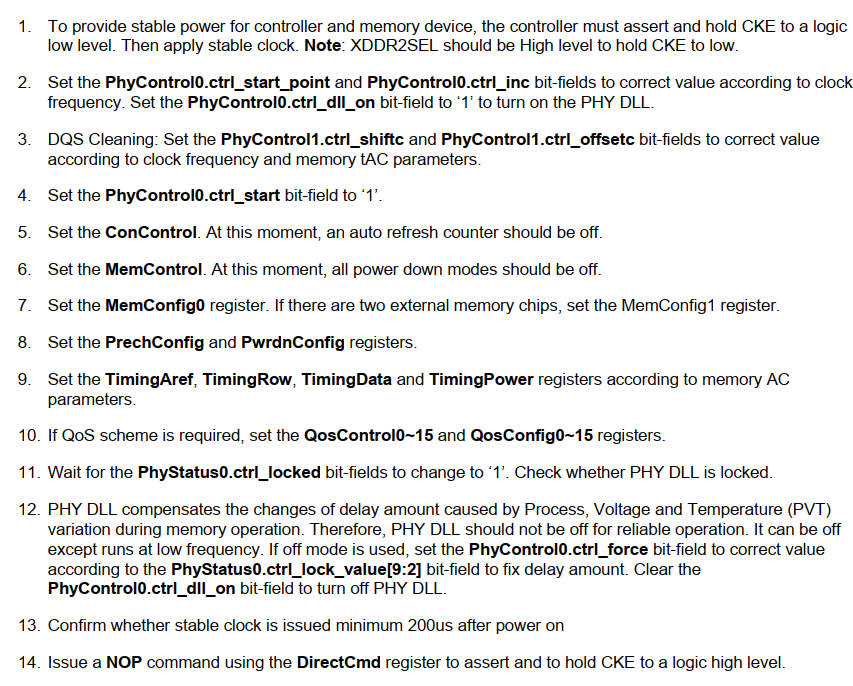 1. To provide stable power for controller and memory device, the controller must assert and hold CKE to a logic
low level. Then apply stable clock. Note: XDDR2SEL should be High level to hold CKE to low.
2. Set the PhyControl0.ctrl_start_point and PhyControl0.ctrl_inc bit-fields to correct value according to clock
frequency. Set the PhyControl0.ctrl_dll_on bit-field to ‘1’ to turn on the PHY DLL.
3. DQS Cleaning: Set the PhyControl1.ctrl_shiftc and PhyControl1.ctrl_offsetc bit-fields to correct value
according to clock frequency and memory tAC parameters.
4. Set the PhyControl0.ctrl_start bit-field to ‘1’.
5. Set the ConControl. At this moment, an auto refresh counter should be off.
6. Set the MemControl. At this moment, all power down modes should be off.
7. Set the MemConfig0 register. If there are two external memory chips, set the MemConfig1 register.
8. Set the PrechConfig and PwrdnConfig registers.
9. Set the TimingAref, TimingRow, TimingData and TimingPower registers according to memory AC
parameters.
10. If QoS scheme is required, set the QosControl0~15 and QosConfig0~15 registers.
11. Wait for the PhyStatus0.ctrl_locked bit-fields to change to ‘1’. Check whether PHY DLL is locked.
12. PHY DLL compensates the changes of delay amount caused by Process, Voltage and Temperature (PVT)
variation during memory operation. Therefore, PHY DLL should not be off for reliable operation. It can be off
except runs at low frequency. If off mode is used, set the PhyControl0.ctrl_force bit-field to correct value
according to the PhyStatus0.ctrl_lock_value[9:2] bit-field to fix delay amount. Clear the
PhyControl0.ctrl_dll_on bit-field to turn off PHY DLL.
13. Confirm whether stable clock is issued minimum 200us after power on
14. Issue a NOP command using the DirectCmd register to assert and to hold CKE to a logic high level.